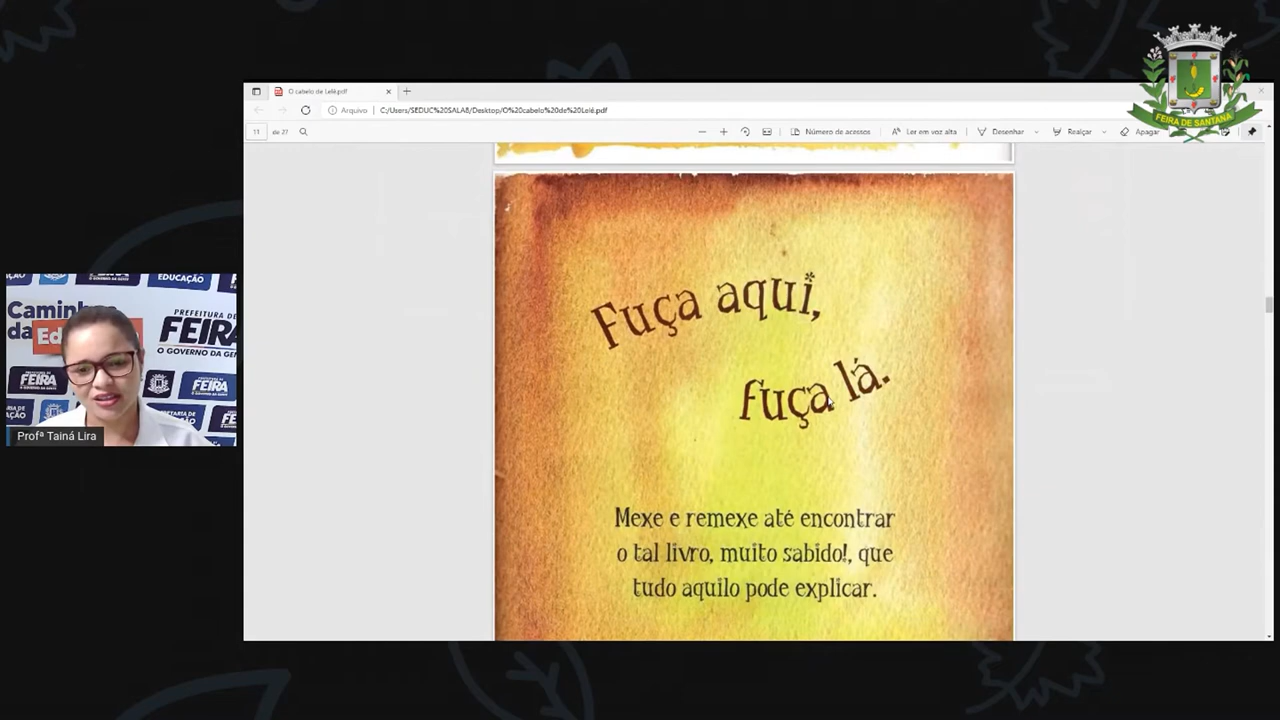 FEIRA DE SANTANA
O cabelo de Lelê.pdf
Arquivo
C:/Users/SEDUC%20SALA8/Desktop/O%20cabelo%20de%20Lelê.pdf
11 de 27
Número de acessos
Ler em voz alta
Desenhar
Realçar
Apagar
Fuça aqui,
fuça lá.
Mexe e remexe até encontrar
o tal livro, muito sabido!, que
tudo aquilo pode explicar.
EDUCAÇÃO
PREFEITURA DE
FEIRA
O GOVERNO DA GEN
FEIRA
FEIRA
Profª Tainá Lira